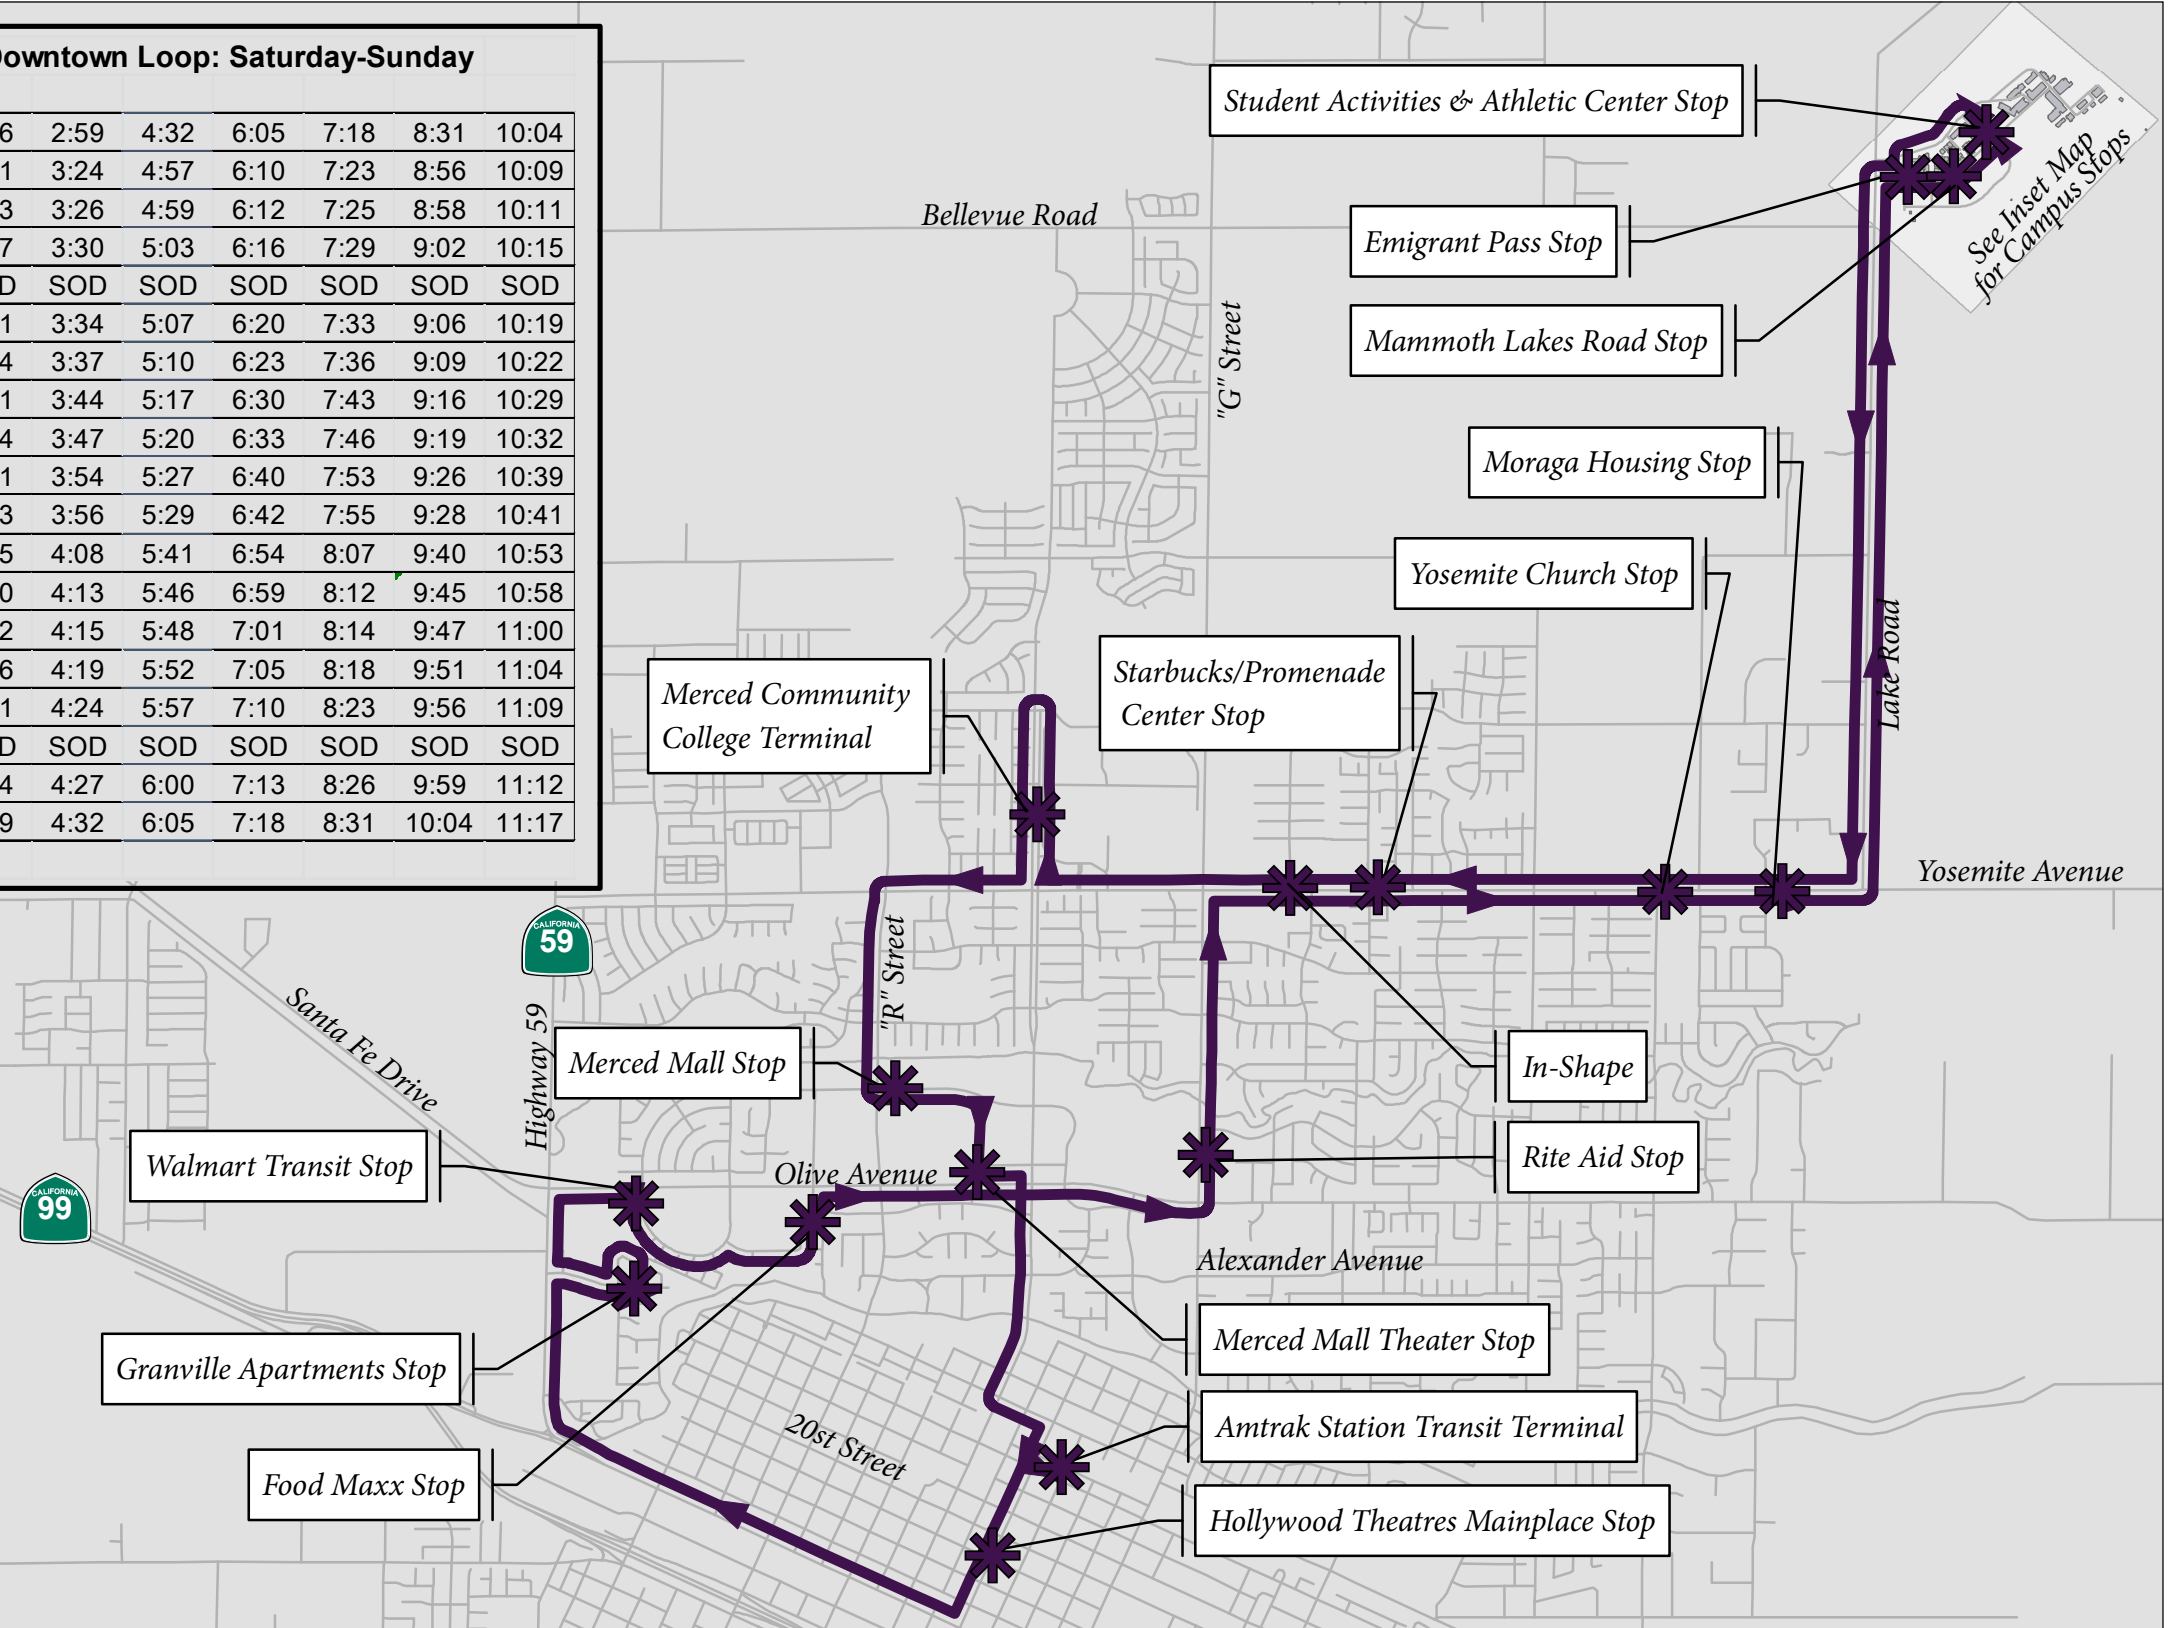 owntown Loop: Saturday-Sunday
6 2:59 4:32 6:05 7:18 8:31 10:04
1 3:24 4:57 6:10 7:23 8:56 10:09
3 3:26 4:59 6:12 7:25 8:58 10:11
7 3:30 5:03 6:16 7:29 9:02 10:15
D SOD SOD SOD SOD SOD SOD
1 3:34 5:07 6:20 7:33 9:06 10:19
4 3:37 5:10 6:23 7:36 9:09 10:22
1 3:44 5:17 6:30 7:43 9:16 10:29
4 3:47 5:20 6:33 7:46 9:19 10:32
1 3:54 5:27 6:40 7:53 9:26 10:39
3 3:56 5:29 6:42 7:55 9:28 10:41
5 4:08 5:41 6:54 8:07 9:40 10:53
0 4:13 5:46 6:59 8:12 9:45 10:58
2 4:15 5:48 7:01 8:14 9:47 11:00
6 4:19 5:52 7:05 8:18 9:51 11:04
1 4:24 5:57 7:10 8:23 9:56 11:09
D SOD SOD SOD SOD SOD SOD
4 4:27 6:00 7:13 8:26 9:59 11:12
9 4:32 6:05 7:18 8:31 10:04 11:17
Student Activities & Athletic Center Stop
See Inset Map
for Campus Stops
Bellevue Road
Emigrant Pass Stop
Mammoth Lakes Road Stop
"G" Street
Moraga Housing Stop
Yosemite Church Stop
Lake Road
Starbucks/Promenade
Center Stop
Merced Community
College Terminal
Yosemite Avenue
CALIFORNIA
59
"R" Street
Santa Fe Drive
Highway 59
Merced Mall Stop
In-Shape
Walmart Transit Stop
Olive Avenue
Rite Aid Stop
CALIFORNIA
99
Alexander Avenue
Merced Mall Theater Stop
Granville Apartments Stop
Amtrak Station Transit Terminal
20st Street
Food Maxx Stop
Hollywood Theatres Mainplace Stop